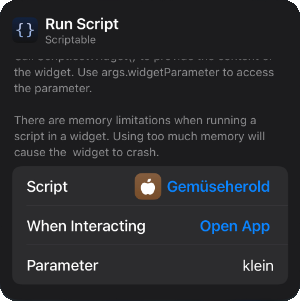 Run Script
Scriptable
the widget. Use args.widgetParameter to access
the parameter.
There are memory limitations when running a
script in a widget. Using too much memory will
cause the  widget to crash.
Script Gemüseherold
When Interacting Open App
Parameter klein